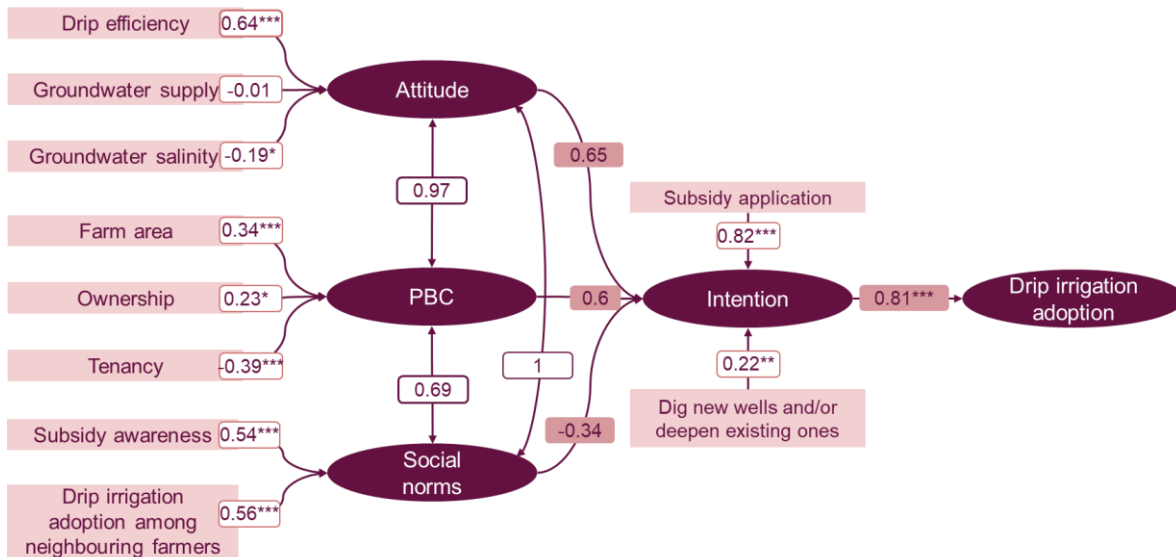 Drip efficiency 0.64***
Groundwater supply -0.01
Groundwater salinity -0.19*
Attitude
0.65
0.97
Farm area 0.34***
Ownership 0.23*
Tenancy -0.39***
PBC
0.6
Subsidy application
0.82***
Intention
0.81***
Drip irrigation
adoption
0.22**
Dig new wells and/or
deepen existing ones
1
0.69
-0.34
Subsidy awareness 0.54***
Social
norms
Drip irrigation
adoption among
neighbouring farmers
0.56***